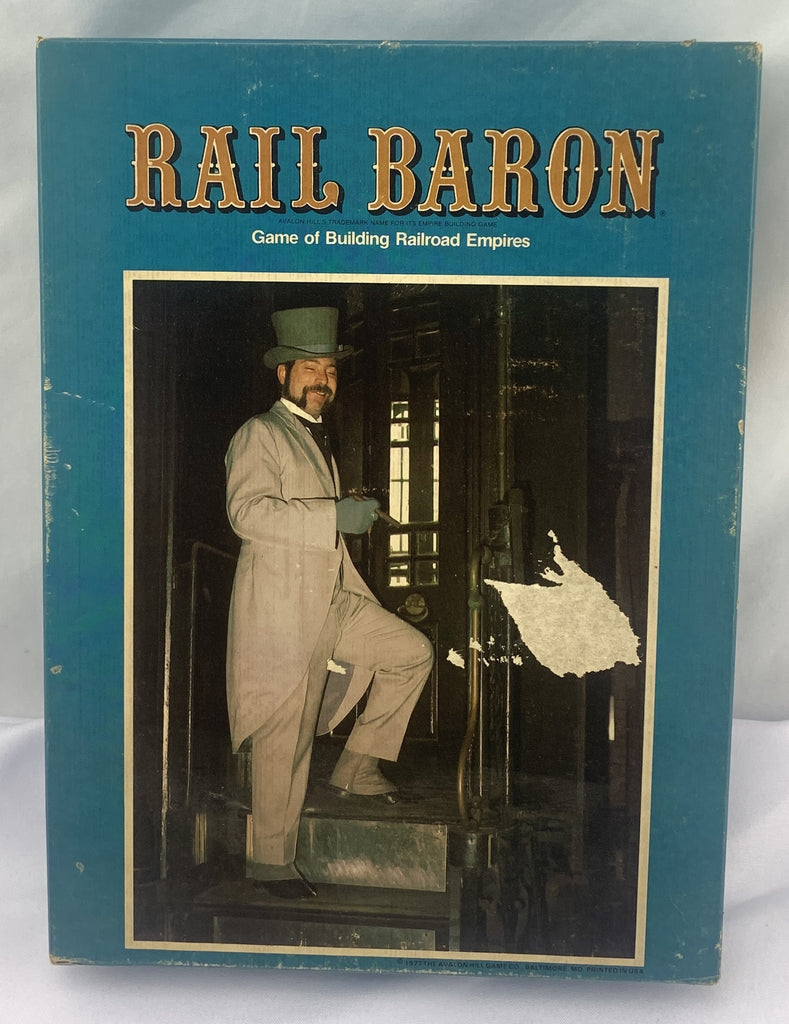 RAIL BARON®
AVALON HILL'S TRADEMARK NAME FOR ITS EMPIRE BUILDING GAME
Game of Building Railroad Empires
© 1977 THE AVALON HILL GAME CO., BALTIMORE, MD. PRINTED IN USA